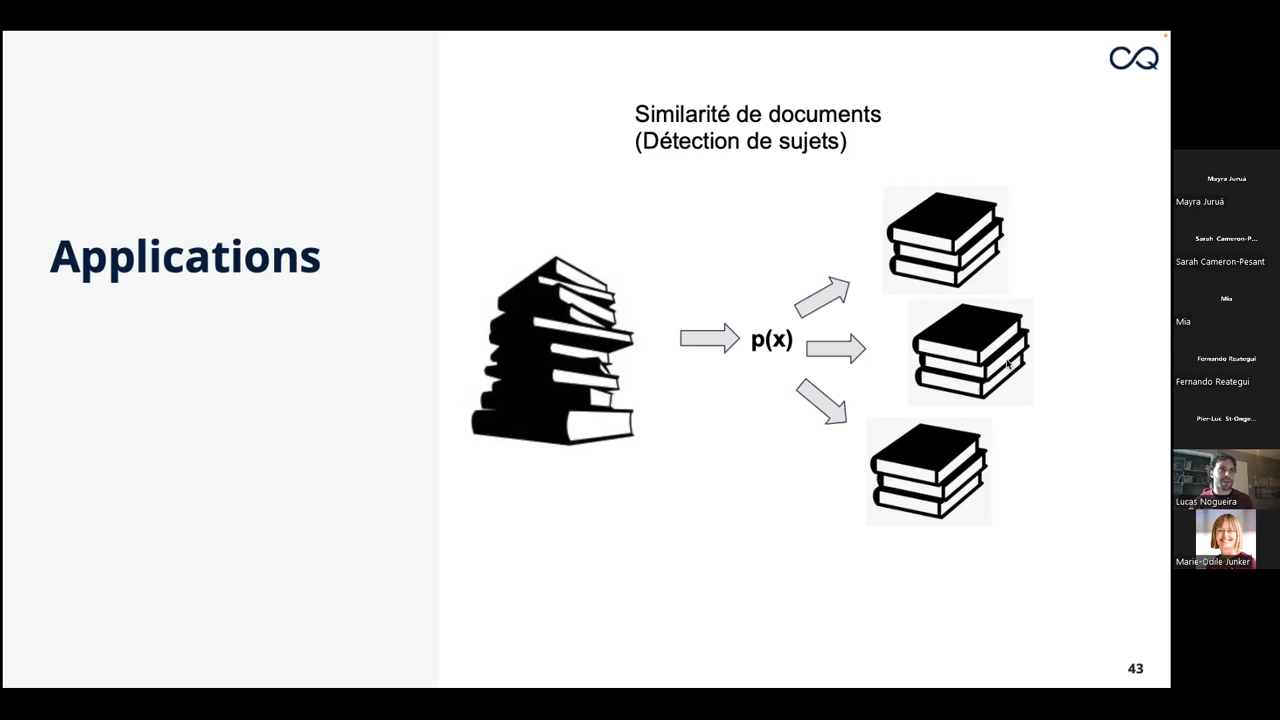 CQ
Similarité de documents
(Détection de sujets)
Applications
p(x)
43
Mayra Juruá
Mayra Juruá
Sarah Cameron-P...
Sarah Cameron-Pesant
Mia
Mia
Fernando Reategui
Fernando Reategui
Pier-Luc St-Onge...
Lucas Nogueira
Marie-Odile Junker